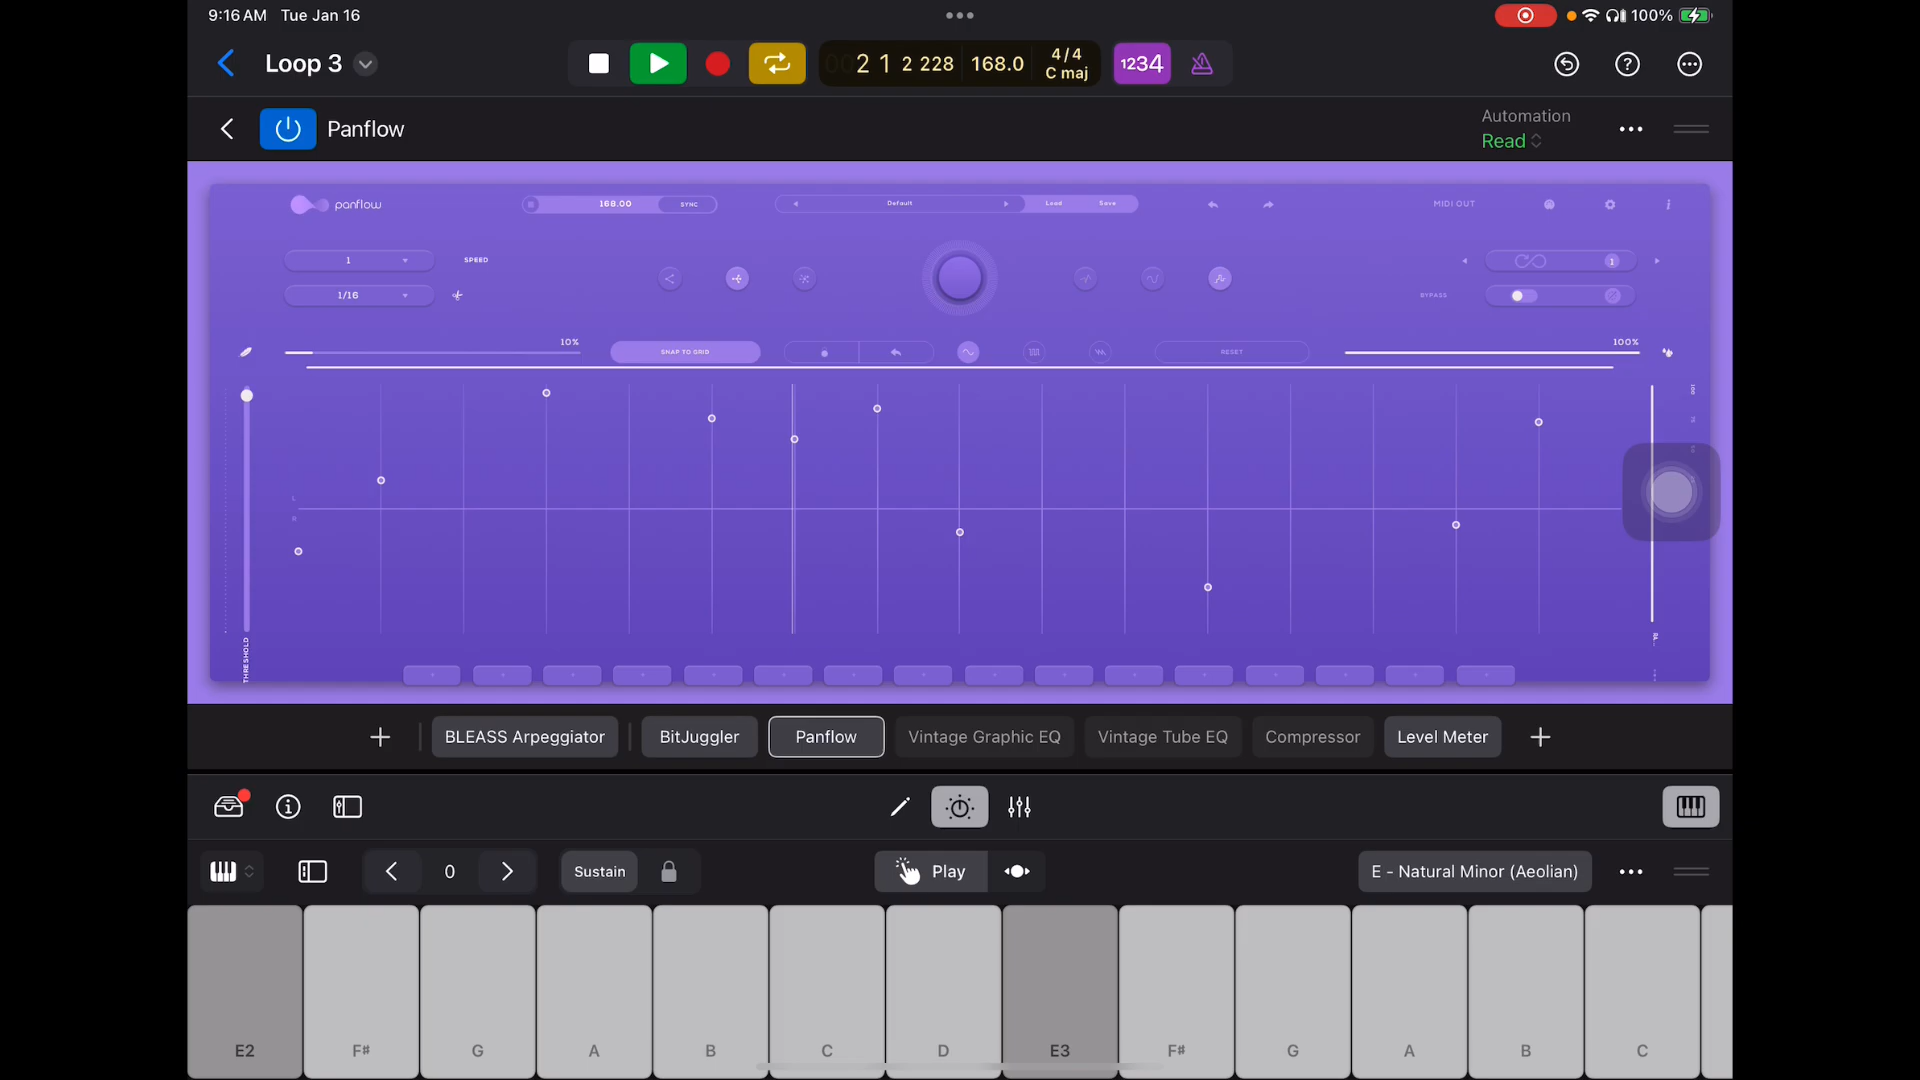 9:16 AM Tue Jan 16
100%
Loop 3
00 2 1 2 228 168.0 4/4 C maj
1234
Panflow
Automation
Read
panflow
168.00 SYNC
Default
Load Save
MIDI OUT
1 SPEED
1
1/16
BYPASS
10%
SNAP TO GRID
RESET
100%
L
R
THRESHOLD
BLEASS Arpeggiator BitJuggler Panflow Vintage Graphic EQ Vintage Tube EQ Compressor Level Meter
0 Sustain Play E - Natural Minor (Aeolian)
E2 F# G A B C D E3 F# G A B C